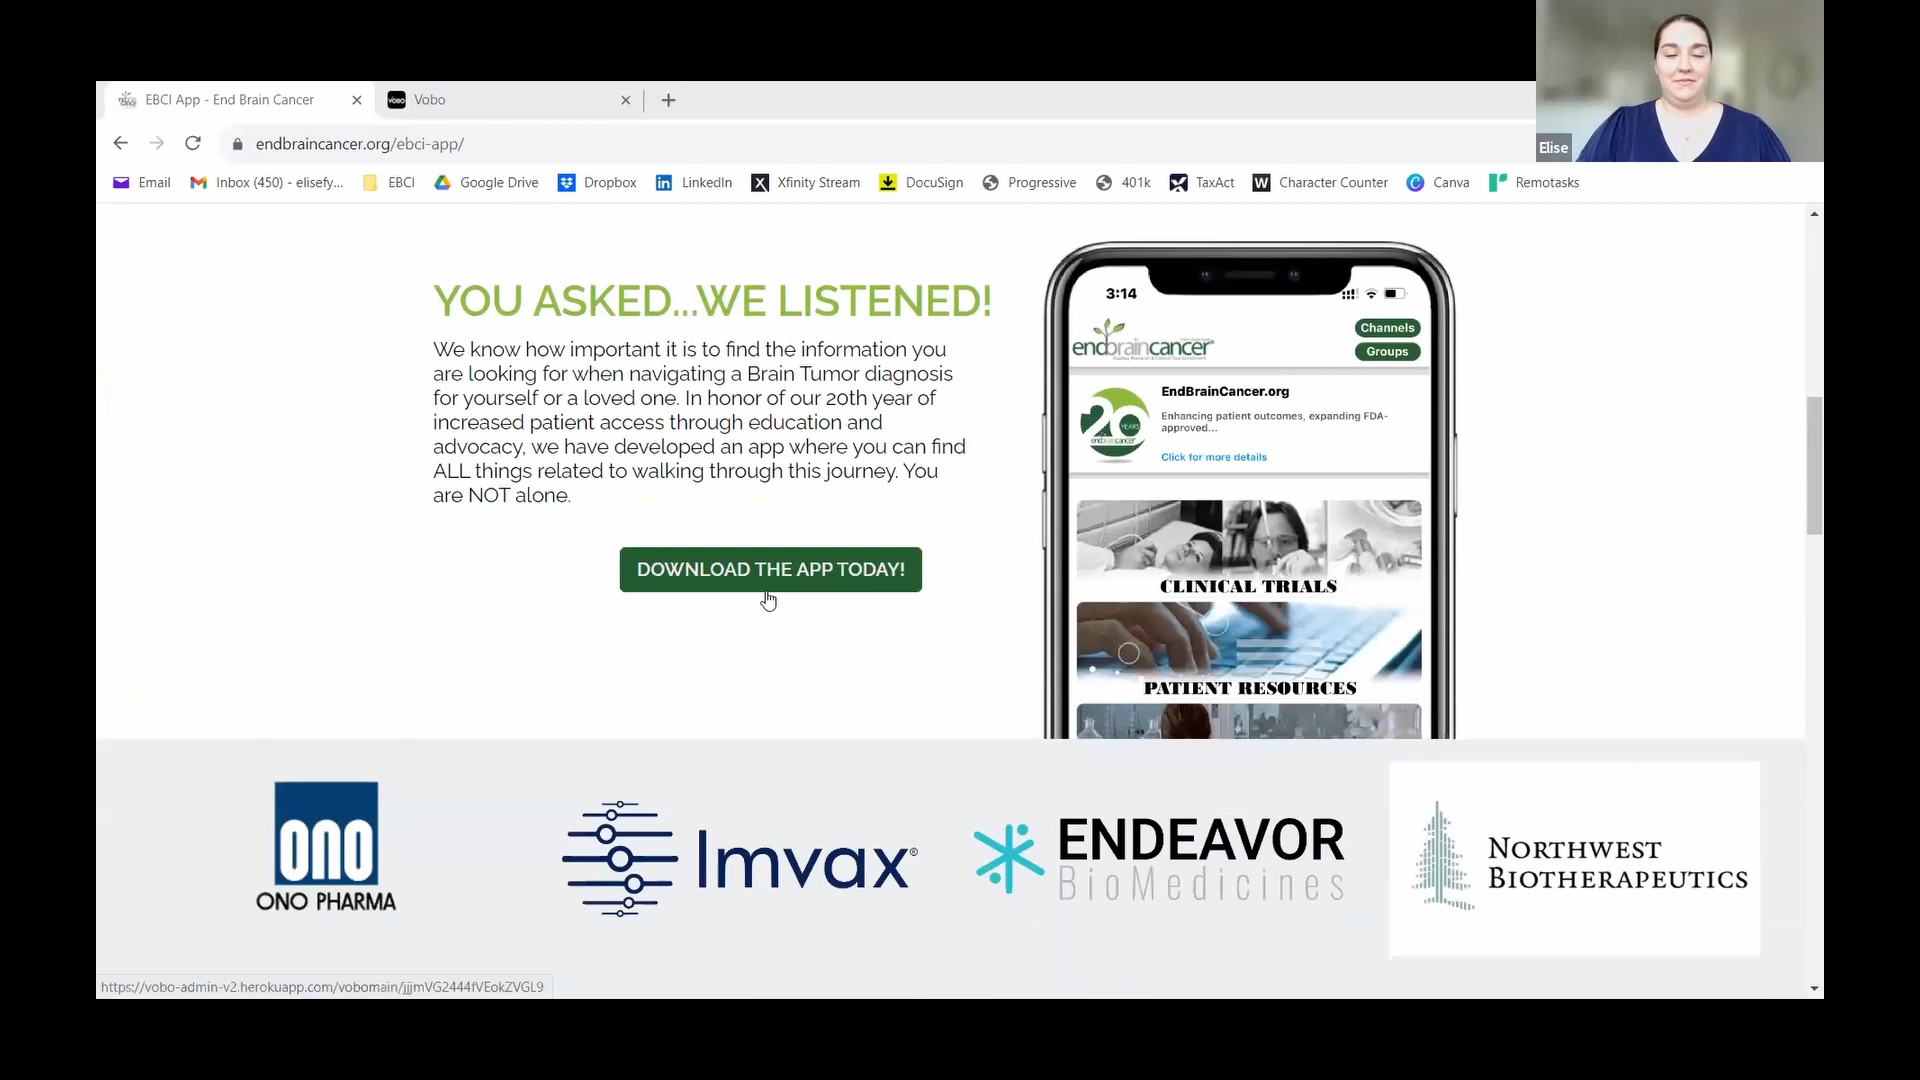 EBCI App - End Brain Cancer
Vobo
endbraincancer.org/ebci-app/
Elise
Email
Inbox (450) - elisefy...
EBCI
Google Drive
Dropbox
LinkedIn
Xfinity Stream
DocuSign
Progressive
401k
TaxAct
Character Counter
Canva
Remotasks
YOU ASKED...WE LISTENED!
We know how important it is to find the information you
are looking for when navigating a Brain Tumor diagnosis
for yourself or a loved one. In honor of our 20th year of
increased patient access through education and
advocacy, we have developed an app where you can find
ALL things related to walking through this journey. You
are NOT alone.
DOWNLOAD THE APP TODAY!
3:14
endbraincancer
Channels
Groups
20
YEARS
endbraincancer
EndBrainCancer.org
Enhancing patient outcomes, expanding FDA-
approved...
Click for more details
CLINICAL TRIALS
PATIENT RESOURCES
ono
ONO PHARMA
Imvax®
ENDEAVOR
BioMedicines
NORTHWEST
BIOTHERAPEUTICS
https://vobo-admin-v2.herokuapp.com/vobomain/jjjmVG2444fVEokZVGL9